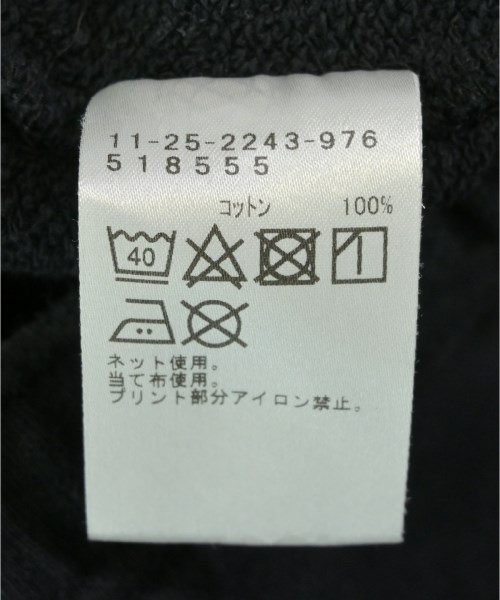 11-25-2243-976
518555
コットン 100%
40
ネット使用。
当て布使用。
プリント部分アイロン禁止。